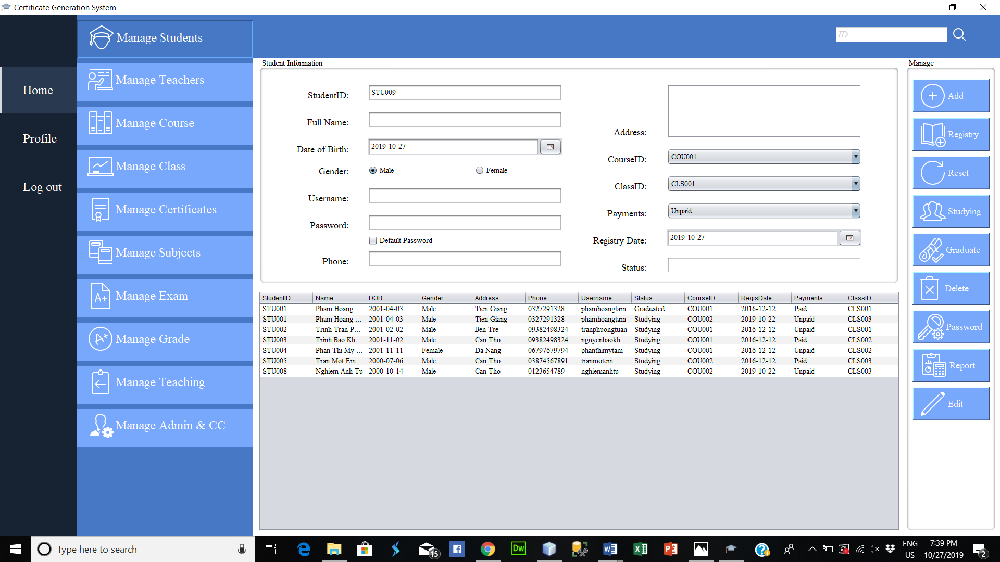 Certificate Generation System
Home
Profile
Log out
Manage Students
Manage Teachers
Manage Course
Manage Class
Manage Certificates
Manage Subjects
A+
Manage Exam
A+
Manage Grade
Manage Teaching
Manage Admin & CC
ID
Student Information
StudentID: STU009
Full Name:
Date of Birth: 2019-10-27
Gender: Male Female
Username:
Password:
Default Password
Phone:
Address:
CourseID: COU001
ClassID: CLS001
Payments: Unpaid
Registry Date: 2019-10-27
Status:
Manage
Add
Registry
Reset
Studying
Graduate
Delete
Password
Report
Edit
StudentID Name DOB Gender Address Phone Username Status CourseID RegisDate Payments ClassID
STU001 Pham Hoang ... 2001-04-03 Male Tien Giang 0327291328 phamhoangtam Graduated COU001 2016-12-12 Paid CLS001
STU001 Pham Hoang ... 2001-04-03 Male Tien Giang 0327291328 phamhoangtam Studying COU002 2019-10-22 Unpaid CLS003
STU002 Trinh Tran P... 2001-02-02 Male Ben Tre 09382498324 tranphuongtuan Studying COU001 2016-12-12 Unpaid CLS001
STU003 Trinh Bao Kh... 2001-11-02 Male Can Tho 09382498324 nguyenbaokh... Studying COU001 2016-12-12 Paid CLS002
STU004 Phan Thi My ... 2001-11-11 Female Da Nang 06797679794 phanthimytam Studying COU001 2016-12-12 Unpaid CLS002
STU005 Tran Mot Em 2000-07-06 Male Can Tho 03874567891 tranmotem Studying COU002 2016-12-12 Paid CLS003
STU008 Nghiem Anh Tu 2000-10-14 Male Can Tho 0123654789 nghiemanhtu Studying COU002 2019-10-22 Unpaid CLS003
Type here to search
15
Dw
ENG
US
7:39 PM
10/27/2019
2